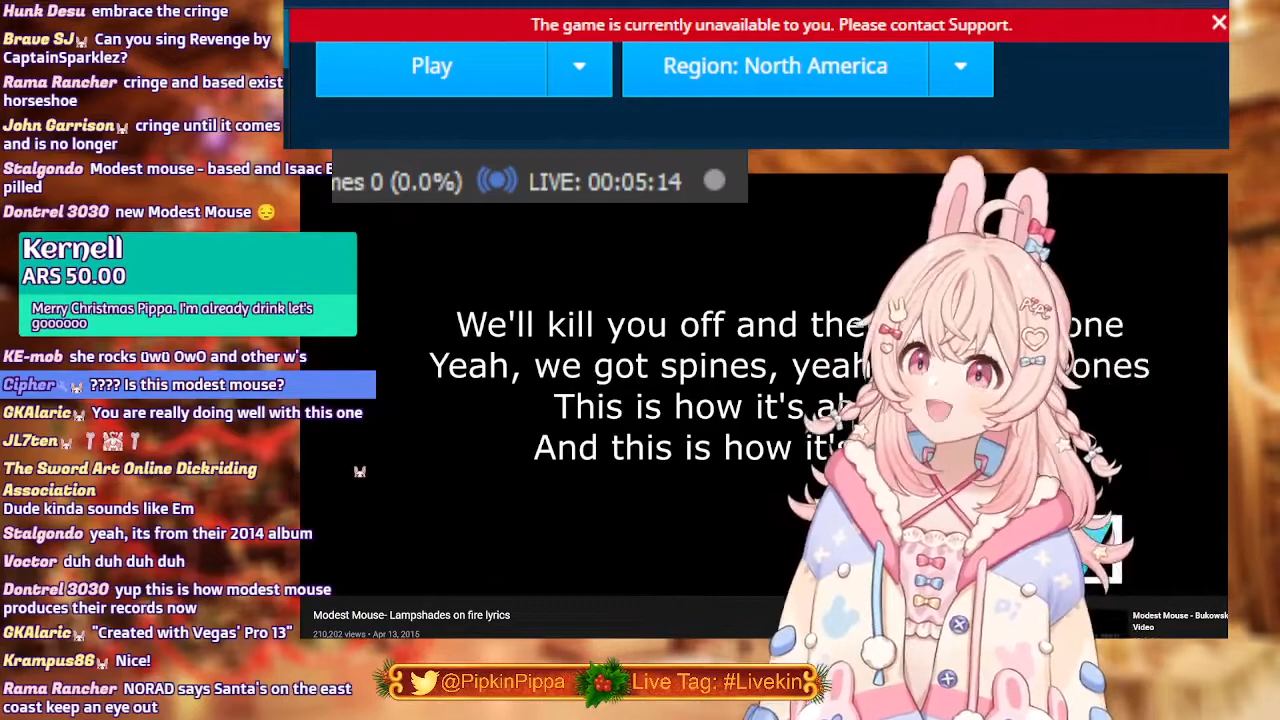 Hunk Desu embrace the cringe
Brave SJ Can you sing Revenge by
CaptainSparklez?
Rama Rancher cringe and based exist
horseshoe
John Garrison cringe until it comes
and is no longer
Stalgondo Modest mouse - based and Isaac B
pilled
Dontrel 3030 new Modest Mouse 😔
Kernell
ARS 50.00
Merry Christmas Pippa. I'm already drink let's
goooooo
KE-mob she rocks üwü OwO and other w's
Cipher ???? Is this modest mouse?
GKAlaric You are really doing well with this one
JL7ten
The Sword Art Online Dickriding
Association
Dude kinda sounds like Em
Stalgondo yeah, its from their 2014 album
Voctor duh duh duh duh
Dontrel 3030 yup this is how modest mouse
produces their records now
GKAlaric "Created with Vegas' Pro 13"
Krampus86 Nice!
Rama Rancher NORAD says Santa's on the east
coast keep an eye out
The game is currently unavailable to you. Please contact Support.
Play
Region: North America
mes 0 (0.0%) LIVE: 00:05:14
We'll kill you off and the one
Yeah, we got spines, yeah ones
This is how it's
And this is how it's
PiPi
Modest Mouse- Lampshades on fire lyrics
210,202 views • Apr 13, 2015
Modest Mouse - Bukowsk
Video
@PipkinPippa Live Tag: #Livekin